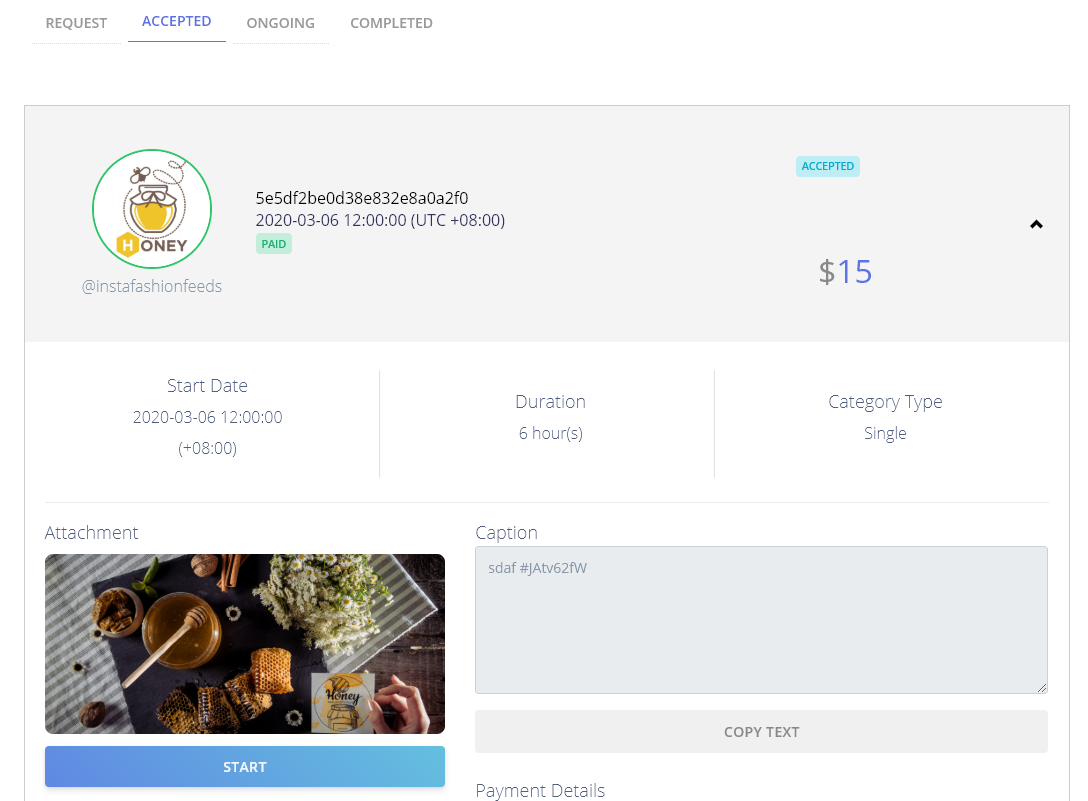 REQUEST
ACCEPTED
ONGOING
COMPLETED
HONEY
@instafashionfeeds
5e5df2be0d38e832e8a0a2f0
2020-03-06 12:00:00 (UTC +08:00)
PAID
ACCEPTED
$15
Start Date
2020-03-06 12:00:00
(+08:00)
Duration
6 hour(s)
Category Type
Single
Attachment
Honey
START
Caption
sdaf #JAtv62fW
COPY TEXT
Payment Details